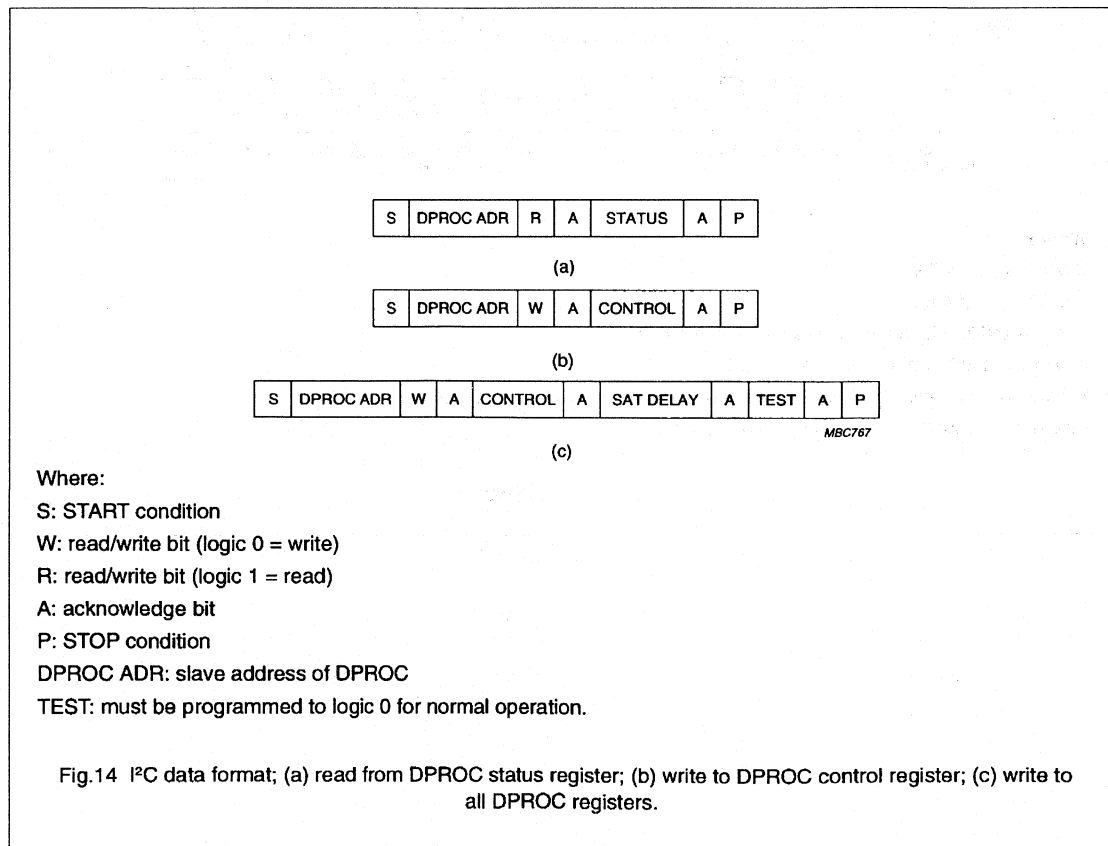 S DPROC ADR R A STATUS A P
(a)
S DPROC ADR W A CONTROL A P
(b)
S DPROC ADR W A CONTROL A SAT DELAY A TEST A P
MBC767
(c)
Where:
S: START condition
W: read/write bit (logic 0 = write)
R: read/write bit (logic 1 = read)
A: acknowledge bit
P: STOP condition
DPROC ADR: slave address of DPROC
TEST: must be programmed to logic 0 for normal operation.
Fig.14 I²C data format; (a) read from DPROC status register; (b) write to DPROC control register; (c) write to
all DPROC registers.